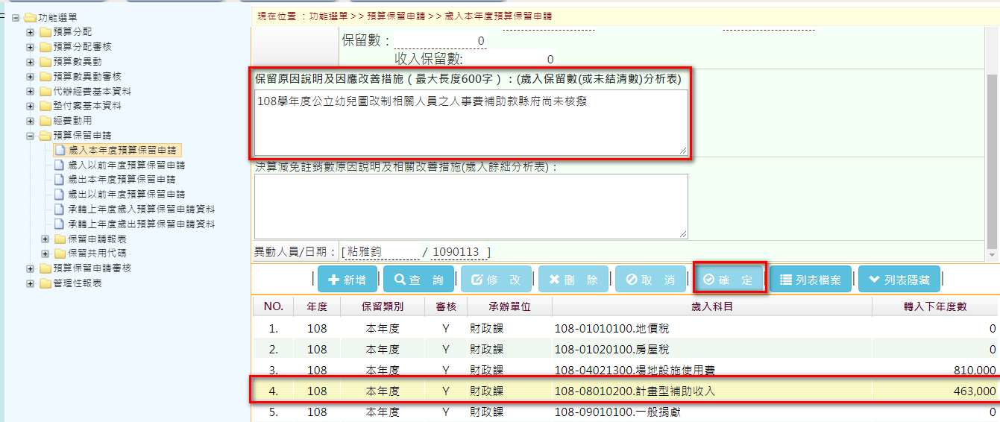 功能選單
預算分配
預算分配審核
預算數異動
預算數異動審核
代辦經費基本資料
墊付案基本資料
經費動用
預算保留申請
歲入本年度預算保留申請
歲入以前年度預算保留申請
歲出本年度預算保留申請
歲出以前年度預算保留申請
承轉上年度歲入預算保留申請資料
承轉上年度歲出預算保留申請資料
保留申請報表
保留共用代碼
預算保留申請審核
管理性報表
現在位置 : 功能選單 >> 預算保留申請 >> 歲入本年度預算保留申請
保留數 : 0
收入保留數: 0
保留原因說明及因應改善措施 ( 最大長度600字 ) : (歲入保留數(或未結清數)分析表)
108學年度公立幼兒園改制相關人員之人事費補助款縣府尚未核撥
決算減免註銷數原因說明及相關改善措施(歲入餘絀分析表) :
異動人員/日期 : [ 粘雅鈞 / 1090113 ]
| 新增 | 查 詢 | 修 改 | 刪 除 | 取 消 | 確 定 | 列表檔案 | 列表隱藏 |
NO. 年度 保留類別 審核 承辦單位 歲入科目 轉入下年度數
1. 108 本年度 Y 財政課 108-01010100.地價稅 0
2. 108 本年度 Y 財政課 108-01020100.房屋稅 0
3. 108 本年度 Y 財政課 108-04021300.場地設施使用費 810,000
4. 108 本年度 Y 財政課 108-08010200.計畫型補助收入 463,000
5. 108 本年度 Y 財政課 108-09010100.一般捐獻 0